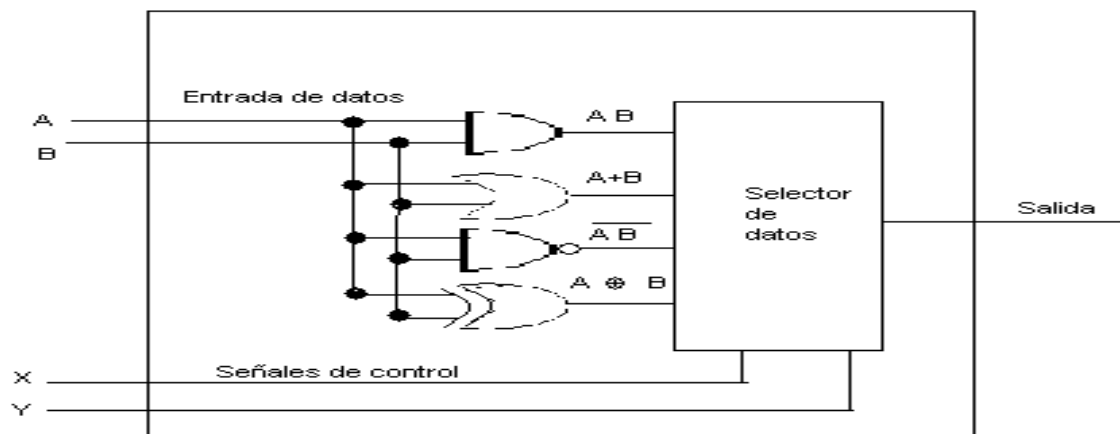 Entrada de datos
A
B
A B
A+B
A̅ ̅B̅
A ⊕ B
Selector
de
datos
Salida
X
Señales de control
Y